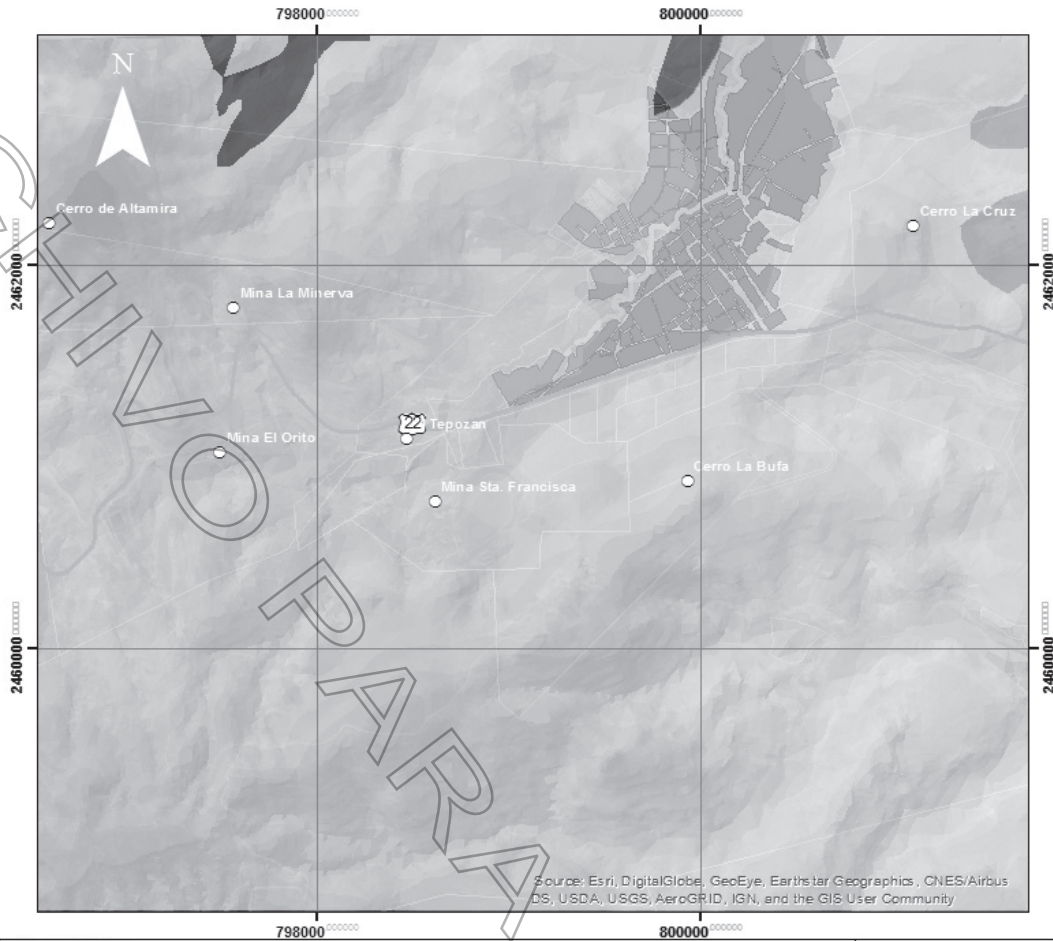 798000 800000
N
Cerro de Altamira
Cerro La Cruz
2462000 2462000
Mina La Minerva
22 Tepozan
Mina El Orito
Cerro La Bufa
Mina Sta. Francisca
2460000 2460000
CHIVO PARA
Source: Esri, DigitalGlobe, GeoEye, Earthstar Geographics, CNES/Airbus
DS, USDA, USGS, AeroGRID, IGN, and the GIS User Community
798000 800000